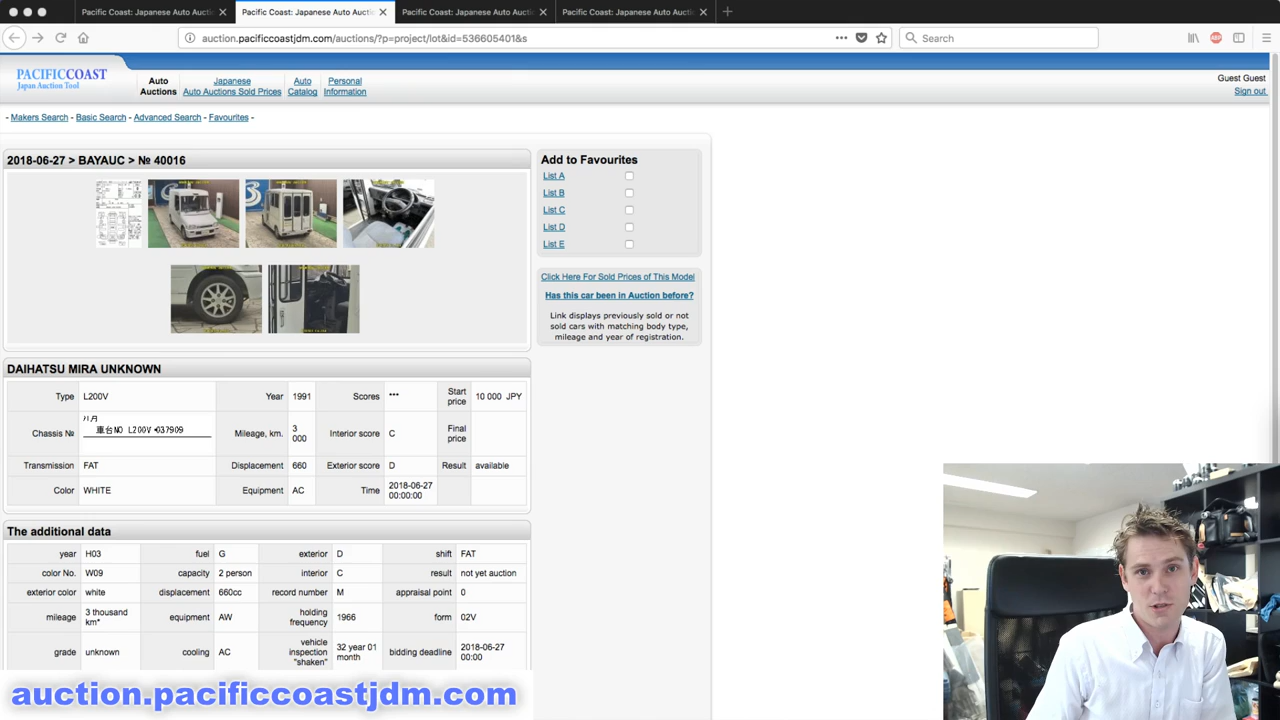 Pacific Coast: Japanese Auto Auctio
Pacific Coast: Japanese Auto Auctio
Pacific Coast: Japanese Auto Auctio
Pacific Coast: Japanese Auto Auctio
auction.pacificcoastjdm.com/auctions/?p=project/lot&id=536605401&s
Search
PACIFICCOAST
Japan Auction Tool
Auto Auctions
Japanese Auto Auctions Sold Prices
Auto Catalog
Personal Information
Guest Guest
Sign out
- Makers Search - Basic Search - Advanced Search - Favourites -
2018-06-27 > BAYAUC > № 40016
Add to Favourites
List A
List B
List C
List D
List E
Click Here For Sold Prices of This Model
Has this car been in Auction before?
Link displays previously sold or not
sold cars with matching body type,
mileage and year of registration.
DAIHATSU MIRA UNKNOWN
Type L200V Year 1991 Scores *** Start price 10 000 JPY
Chassis № 車台NO L200V-037909 Mileage, km. 3 000 Interior score C Final price
Transmission FAT Displacement 660 Exterior score D Result available
Color WHITE Equipment AC Time 2018-06-27 00:00:00
The additional data
year H03 fuel G exterior D shift FAT
color No. W09 capacity 2 person interior C result not yet auction
exterior color white displacement 660cc record number M appraisal point 0
mileage 3 thousand km* equipment AW holding frequency 1966 form 02V
grade unknown cooling AC vehicle inspection "shaken" 32 year 01 month bidding deadline 2018-06-27 00:00
auction.pacificcoastjdm.com